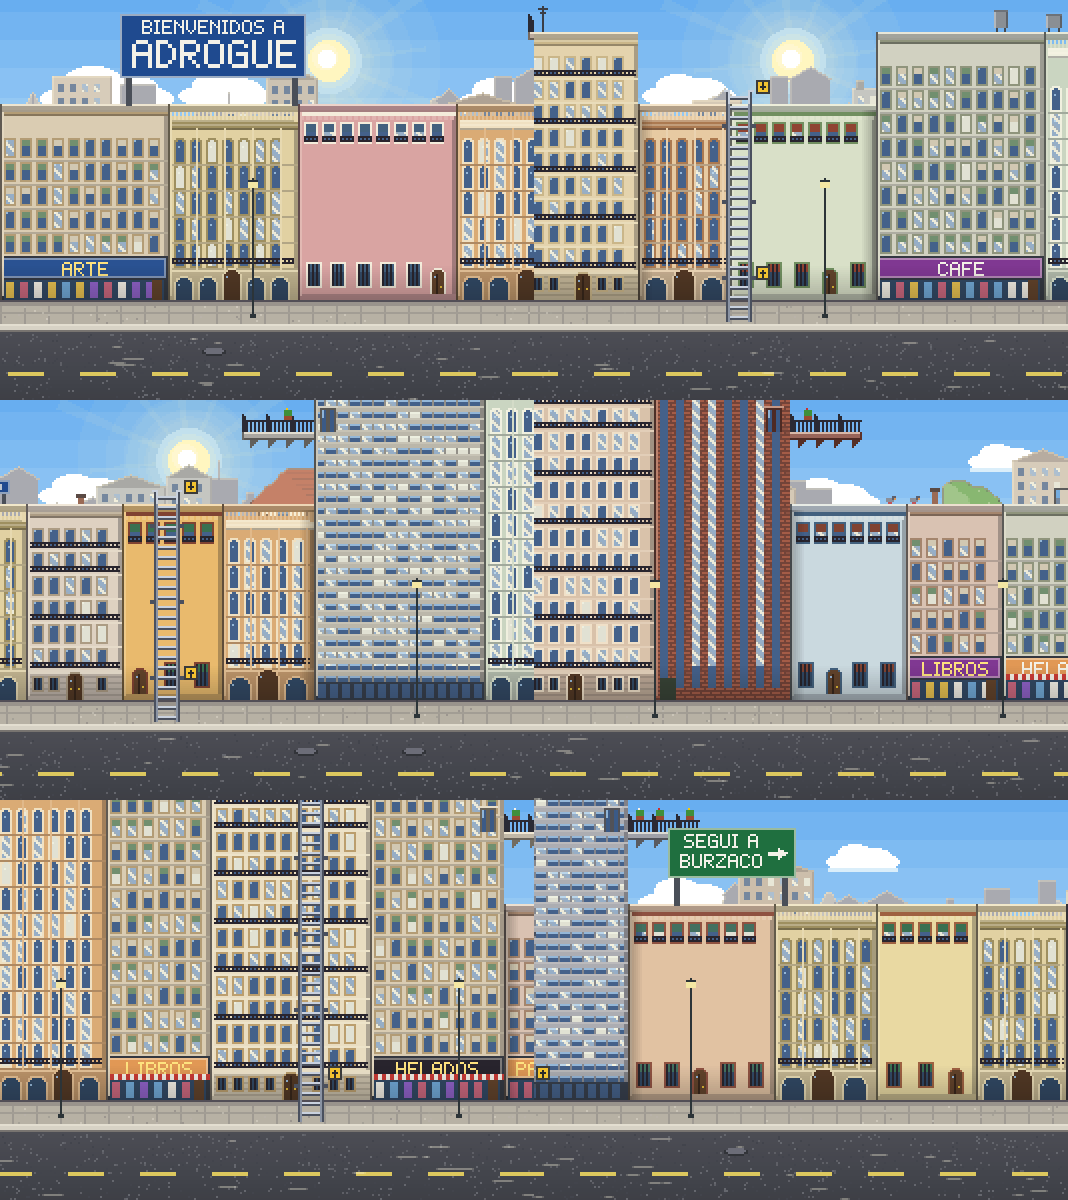 BIENVENIDOS A
ADROGUE
ARTE
CAFE
LIBROS
LIBROS
HELADOS
SEGUI A
BURZACO